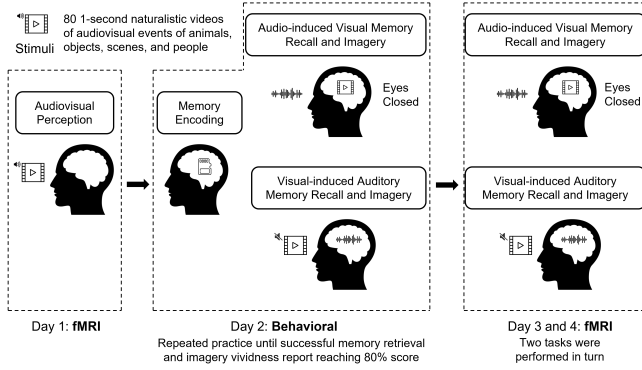 80 1-second naturalistic videos
of audiovisual events of animals,
objects, scenes, and people
Stimuli
Audiovisual
Perception
Day 1: fMRI
Memory
Encoding
Audio-induced Visual Memory
Recall and Imagery
Eyes
Closed
Visual-induced Auditory
Memory Recall and Imagery
Day 2: Behavioral
Repeated practice until successful memory retrieval
and imagery vividness report reaching 80% score
Audio-induced Visual Memory
Recall and Imagery
Eyes
Closed
Visual-induced Auditory
Memory Recall and Imagery
Day 3 and 4: fMRI
Two tasks were
performed in turn